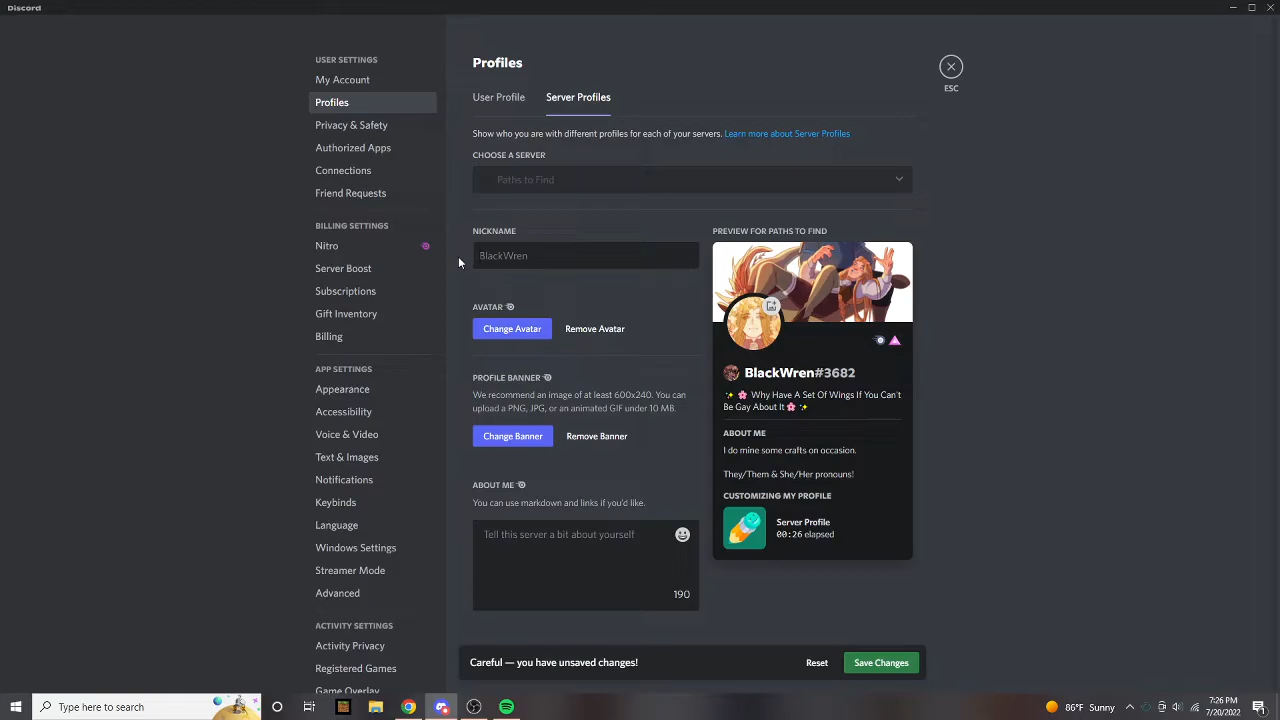 Discord
USER SETTINGS
My Account
Profiles
Privacy & Safety
Authorized Apps
Connections
Friend Requests
BILLING SETTINGS
Nitro
Server Boost
Subscriptions
Gift Inventory
Billing
APP SETTINGS
Appearance
Accessibility
Voice & Video
Text & Images
Notifications
Keybinds
Language
Windows Settings
Streamer Mode
Advanced
ACTIVITY SETTINGS
Activity Privacy
Registered Games
Game Overlay
Profiles
User Profile
Server Profiles
Show who you are with different profiles for each of your servers. Learn more about Server Profiles
CHOOSE A SERVER
Paths to Find
NICKNAME
BlackWren
AVATAR
Change Avatar
Remove Avatar
PROFILE BANNER
We recommend an image of at least 600x240. You can
upload a PNG, JPG, or an animated GIF under 10 MB.
Change Banner
Remove Banner
ABOUT ME
You can use markdown and links if you'd like.
Tell this server a bit about yourself
190
PREVIEW FOR PATHS TO FIND
BlackWren#3682
✨ 🌸 Why Have A Set Of Wings If You Can't
Be Gay About It 🌸 ✨
ABOUT ME
I do mine some crafts on occasion.
They/Them & She/Her pronouns!
CUSTOMIZING MY PROFILE
Server Profile
00:26 elapsed
ESC
Careful — you have unsaved changes!
Reset
Save Changes
Type here to search
86°F Sunny
7:26 PM
7/20/2022